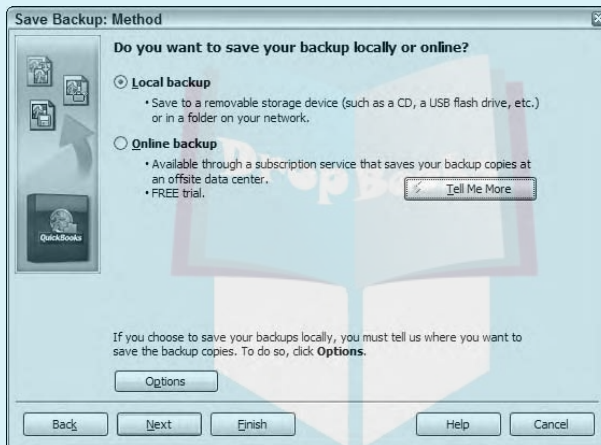 Save Backup: Method
Do you want to save your backup locally or online?
Local backup
• Save to a removable storage device (such as a CD, a USB flash drive, etc.)
or in a folder on your network.
Online backup
• Available through a subscription service that saves your backup copies at
an offsite data center.
• FREE trial.
Tell Me More
QuickBooks
If you choose to save your backups locally, you must tell us where you want to
save the backup copies. To do so, click Options.
Options
Back
Next
Finish
Help
Cancel